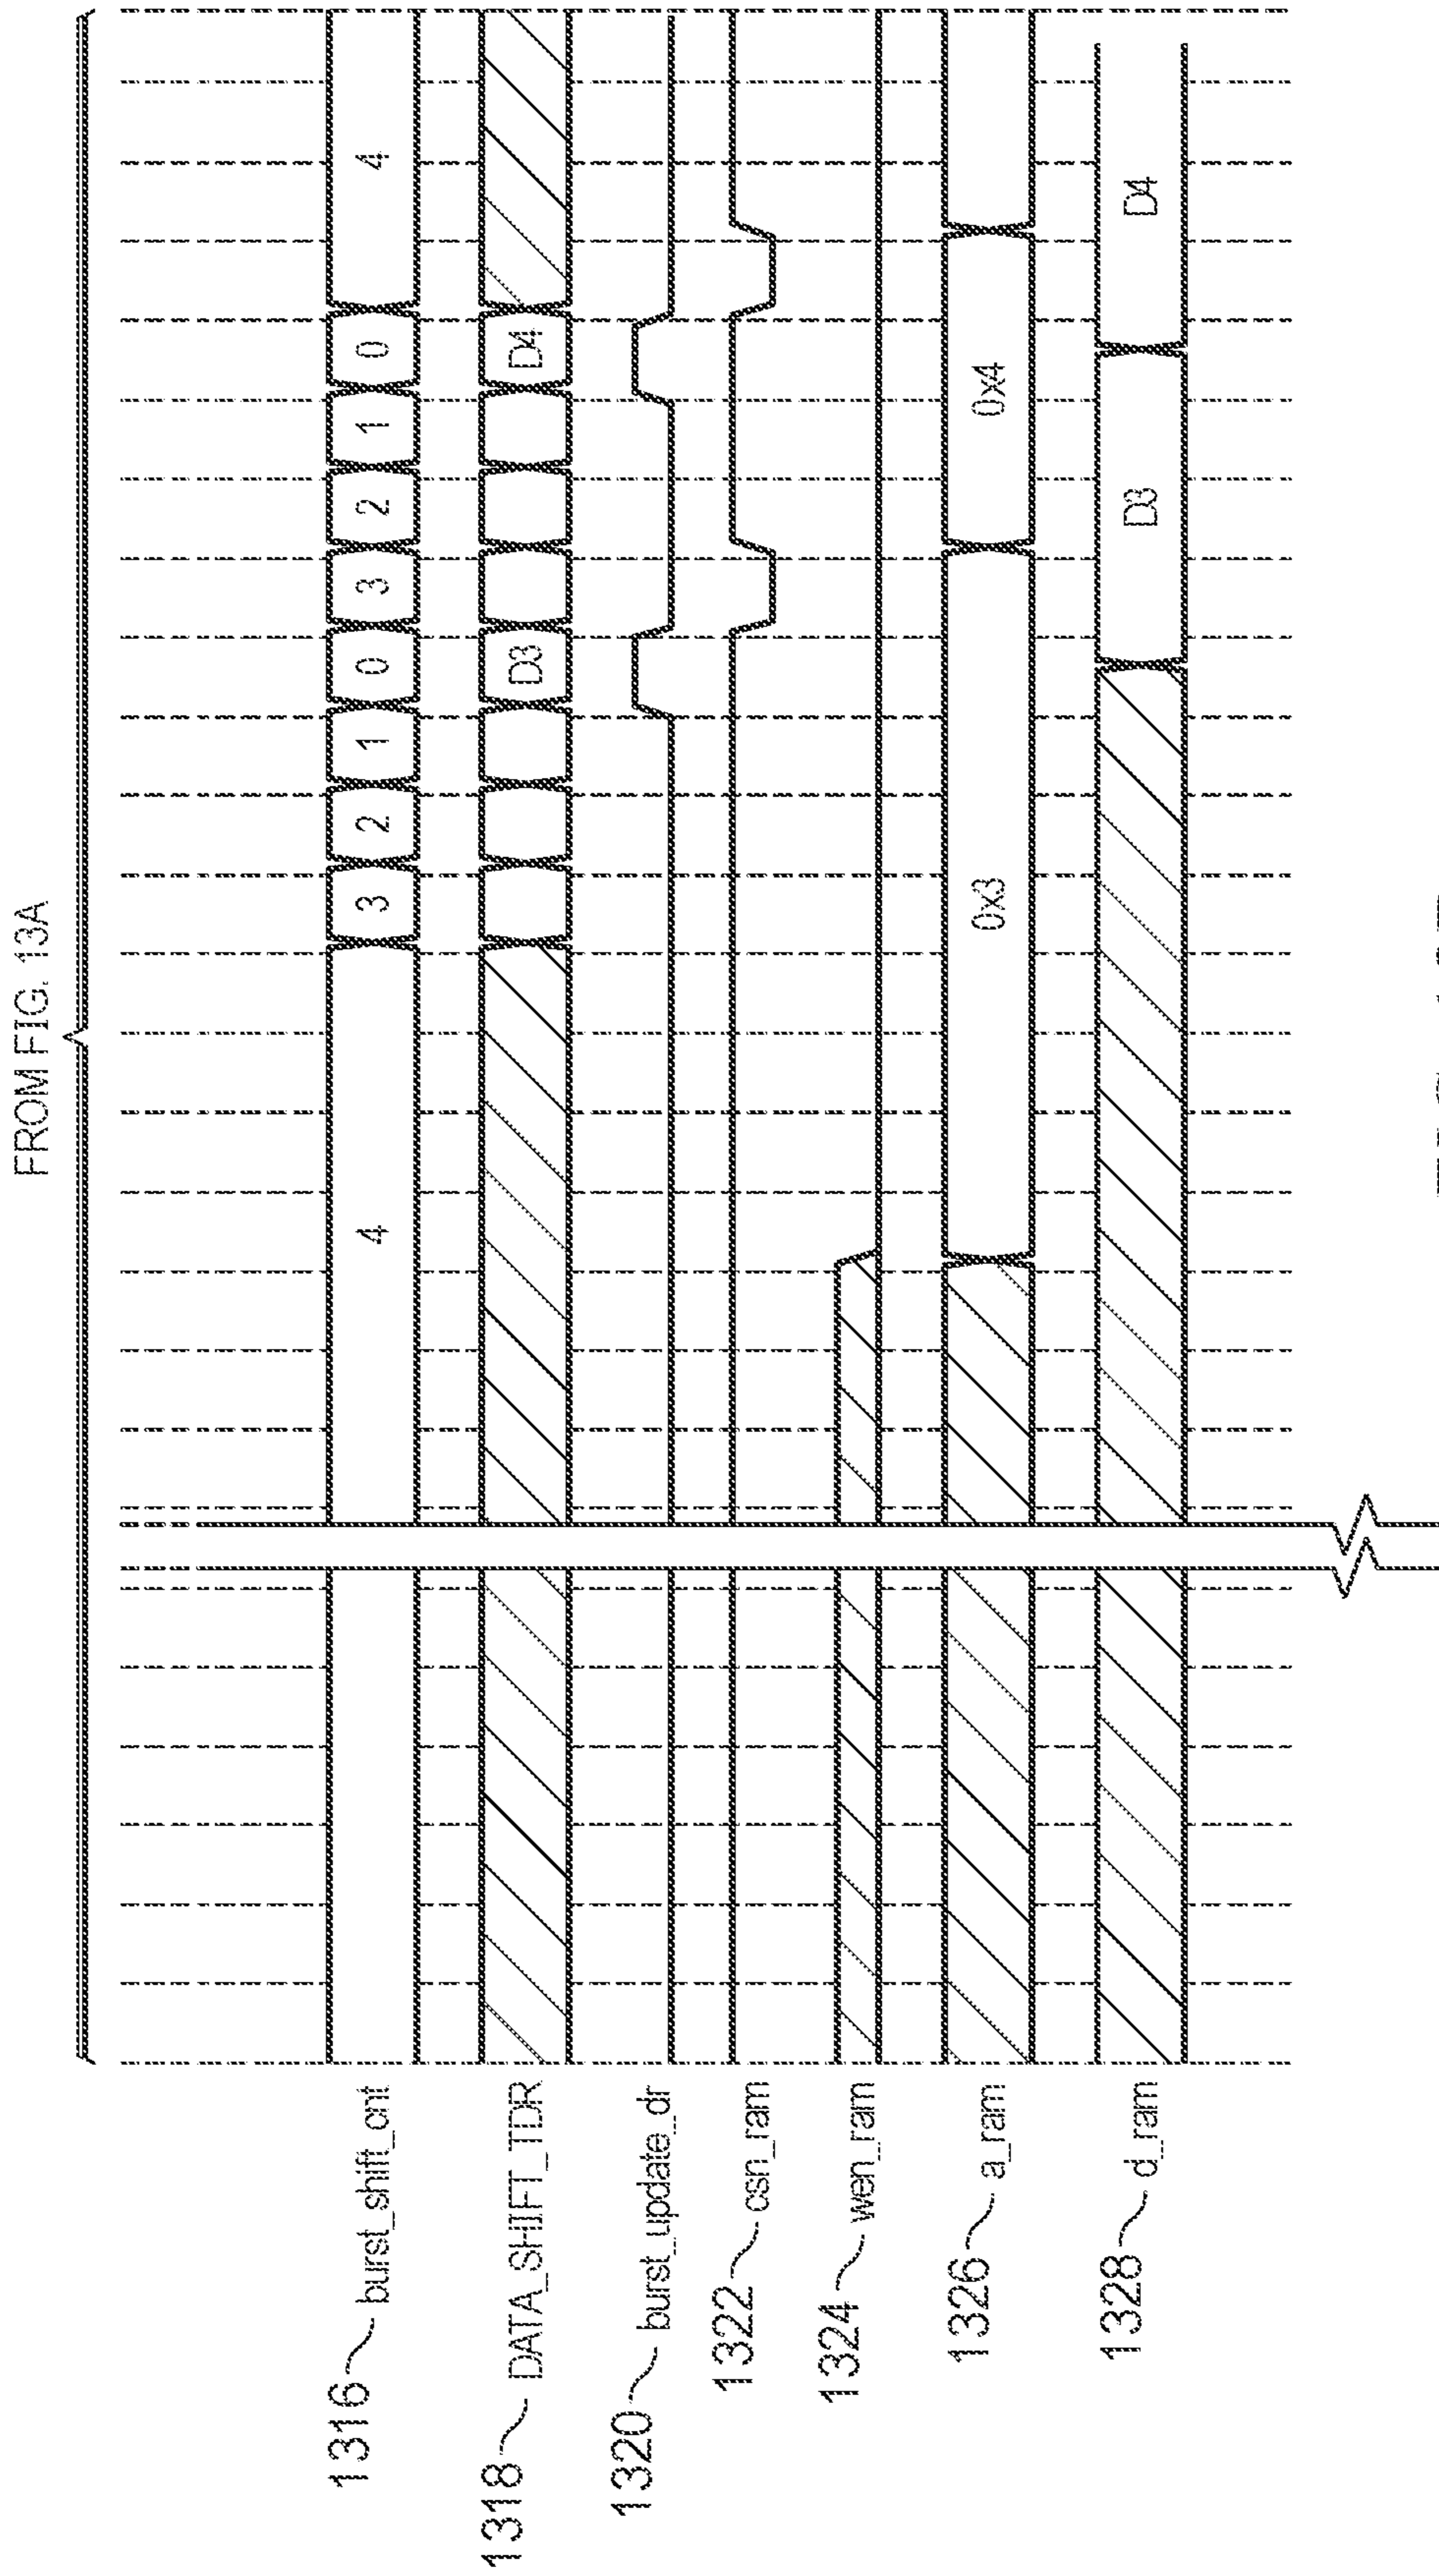 FROM FIG. 13A
1316 burst_shift_cnt 4 3 2 1 0 3 2 1 0 4
1318 DATA_SHIFT_TDR D3 D4
1320 burst_update_dr
1322 csn_ram
1324 wen_ram
1326 a_ram 0x3 0x4
1328 d_ram D3 D4